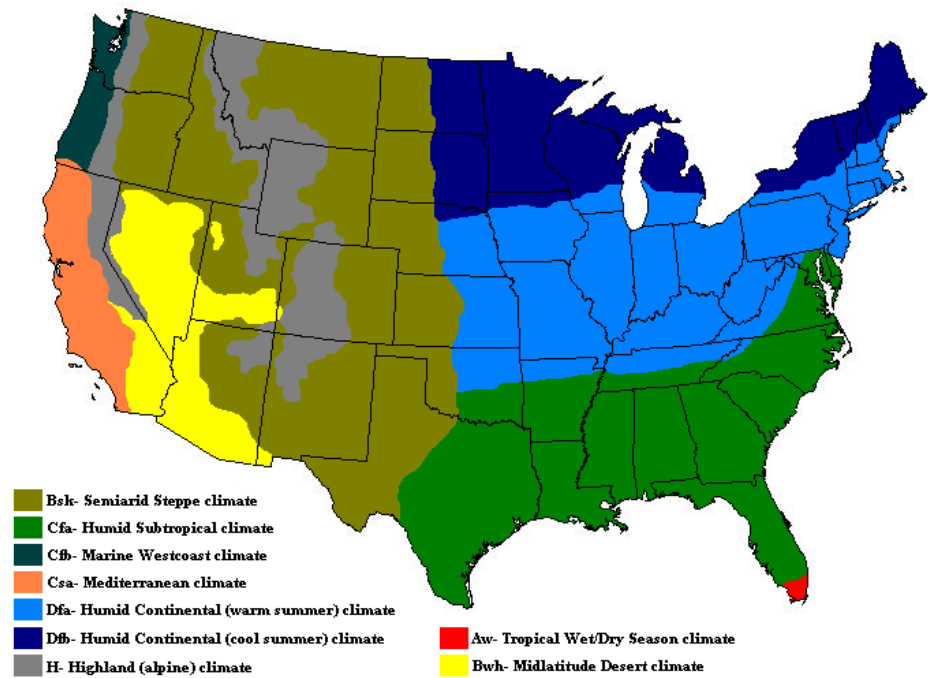 Bsk- Semiarid Steppe climate
Cfa- Humid Subtropical climate
Cfb- Marine Westcoast climate
Csa- Mediterranean climate
Dfa- Humid Continental (warm summer) climate
Dfb- Humid Continental (cool summer) climate
H- Highland (alpine) climate
Aw- Tropical Wet/Dry Season climate
Bwh- Midlatitude Desert climate